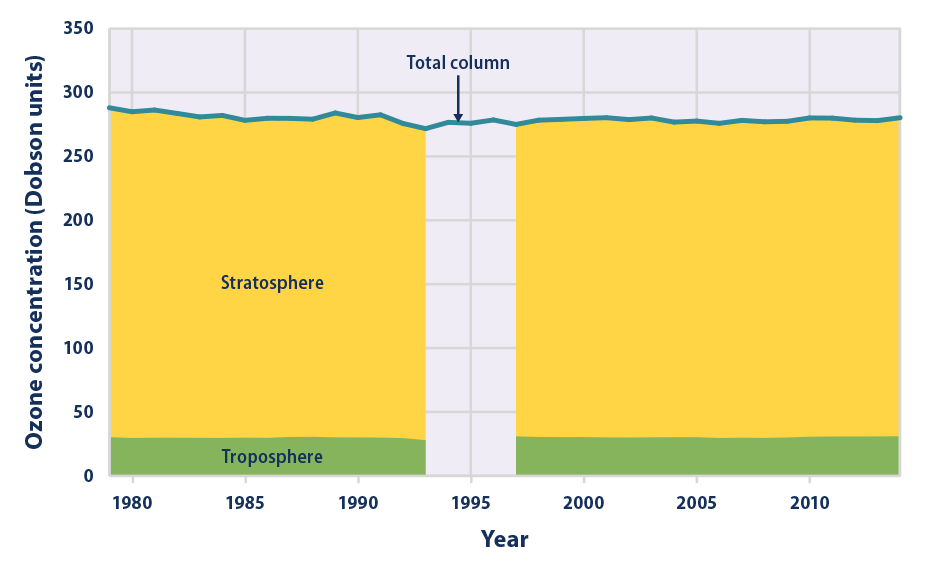 350
300
250
200
150
100
50
0
Ozone concentration (Dobson units)
Total column
Stratosphere
Troposphere
1980 1985 1990 1995 2000 2005 2010
Year